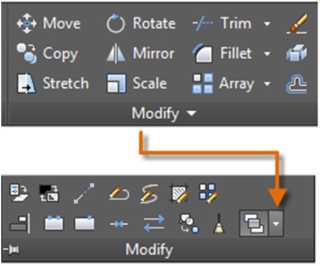 Move Rotate Trim
Copy Mirror Fillet
Stretch Scale Array
Modify
Modify